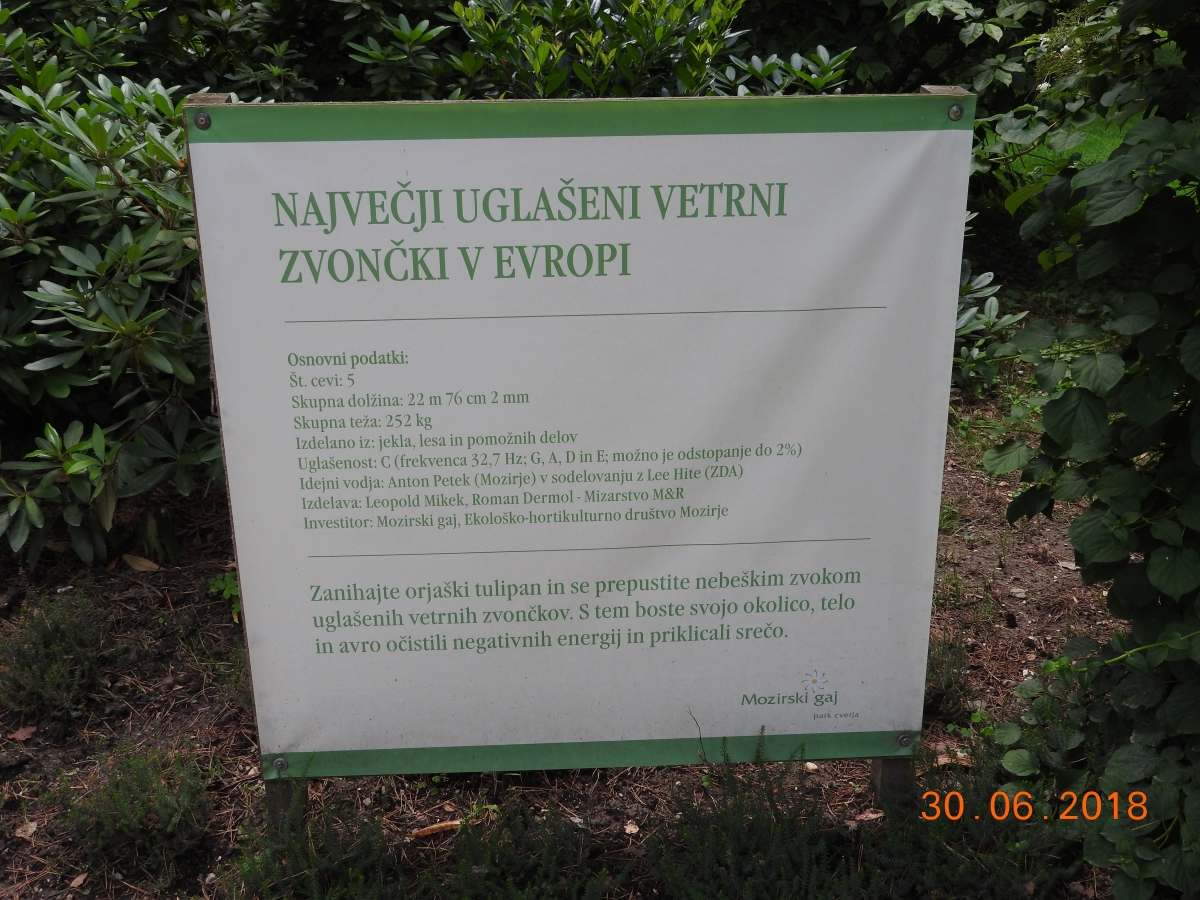 NAJVEČJI UGLAŠENI VETRNI
ZVONČKI V EVROPI
Osnovni podatki:
Št. cevi: 5
Skupna dolžina: 22 m 76 cm 2 mm
Skupna teža: 252 kg
Izdelano iz: jekla, lesa in pomožnih delov
Uglašenost: C (frekvenca 32,7 Hz; G, A, D in E; možno je odstopanje do 2%)
Idejni vodja: Anton Petek (Mozirje) v sodelovanju z Lee Hite (ZDA)
Izdelava: Leopold Mikek, Roman Dermol - Mizarstvo M&R
Investitor: Mozirski gaj, Ekološko-hortikulturno društvo Mozirje
Zanihajte orjaški tulipan in se prepustite nebeškim zvokom
uglašenih vetrnih zvončkov. S tem boste svojo okolico, telo
in avro očistili negativnih energij in priklicali srečo.
Mozirski gaj
park cvetja
30.06.2018